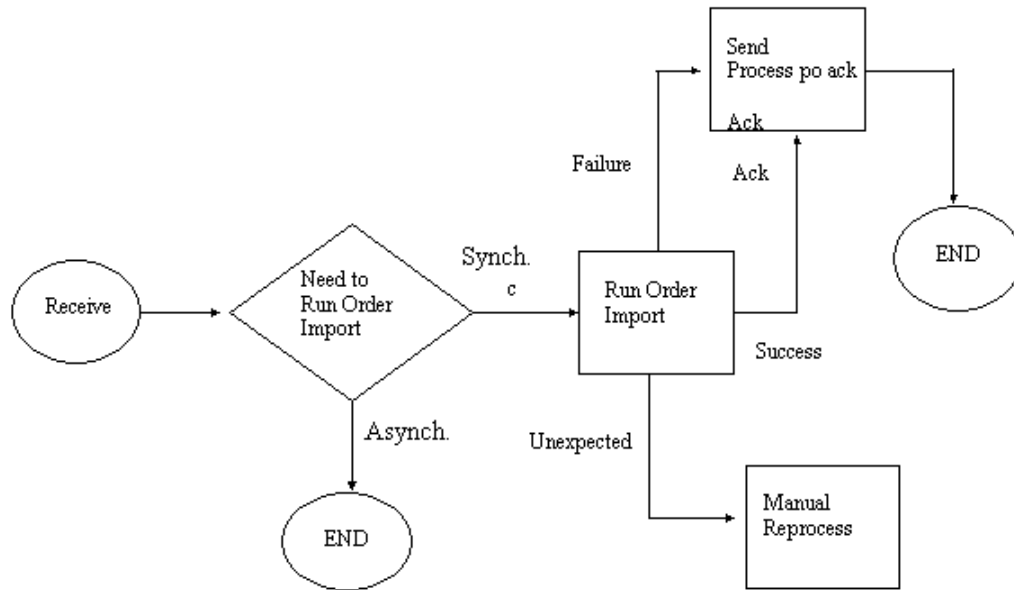 Send
Process po ack
Ack
Failure
Ack
END
Receive
Need to
Run Order
Import
Synch.
c
Run Order
Import
Success
Asynch.
Unexpected
END
Manual
Reprocess